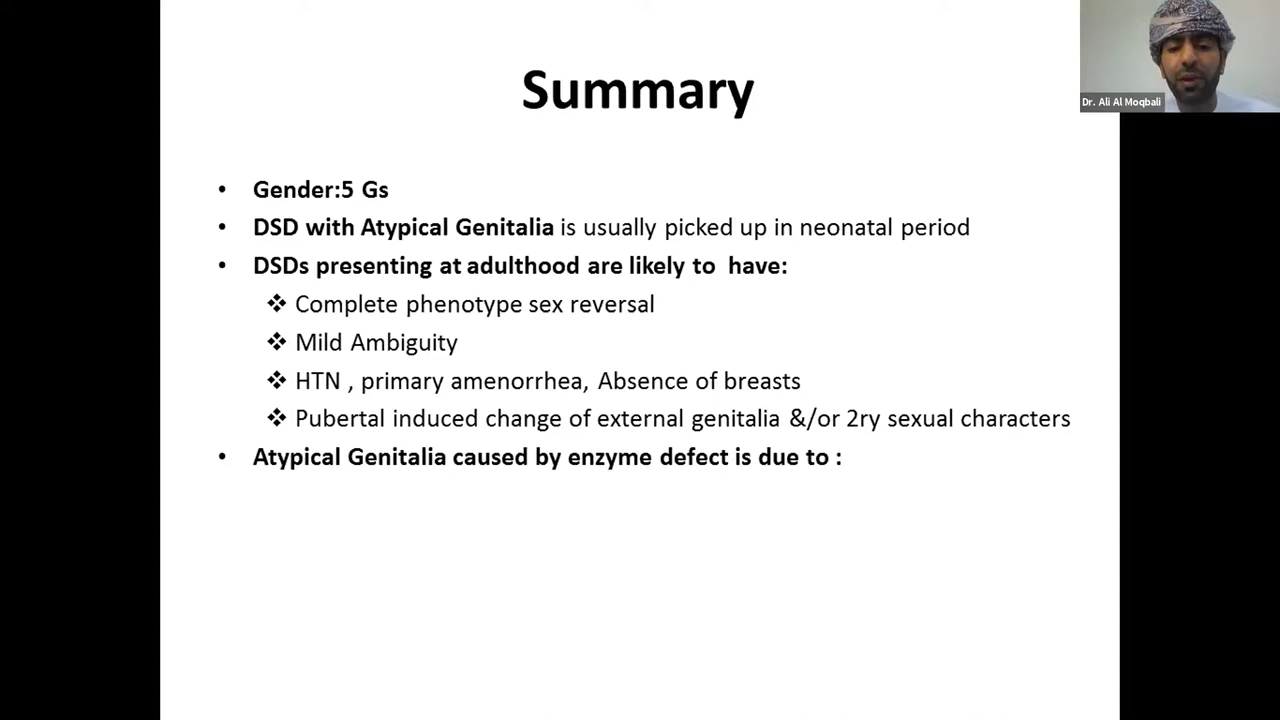 Summary
Dr. Ali Al Moqbali
• Gender:5 Gs
• DSD with Atypical Genitalia is usually picked up in neonatal period
• DSDs presenting at adulthood are likely to have:
❖ Complete phenotype sex reversal
❖ Mild Ambiguity
❖ HTN , primary amenorrhea, Absence of breasts
❖ Pubertal induced change of external genitalia &/or 2ry sexual characters
• Atypical Genitalia caused by enzyme defect is due to :